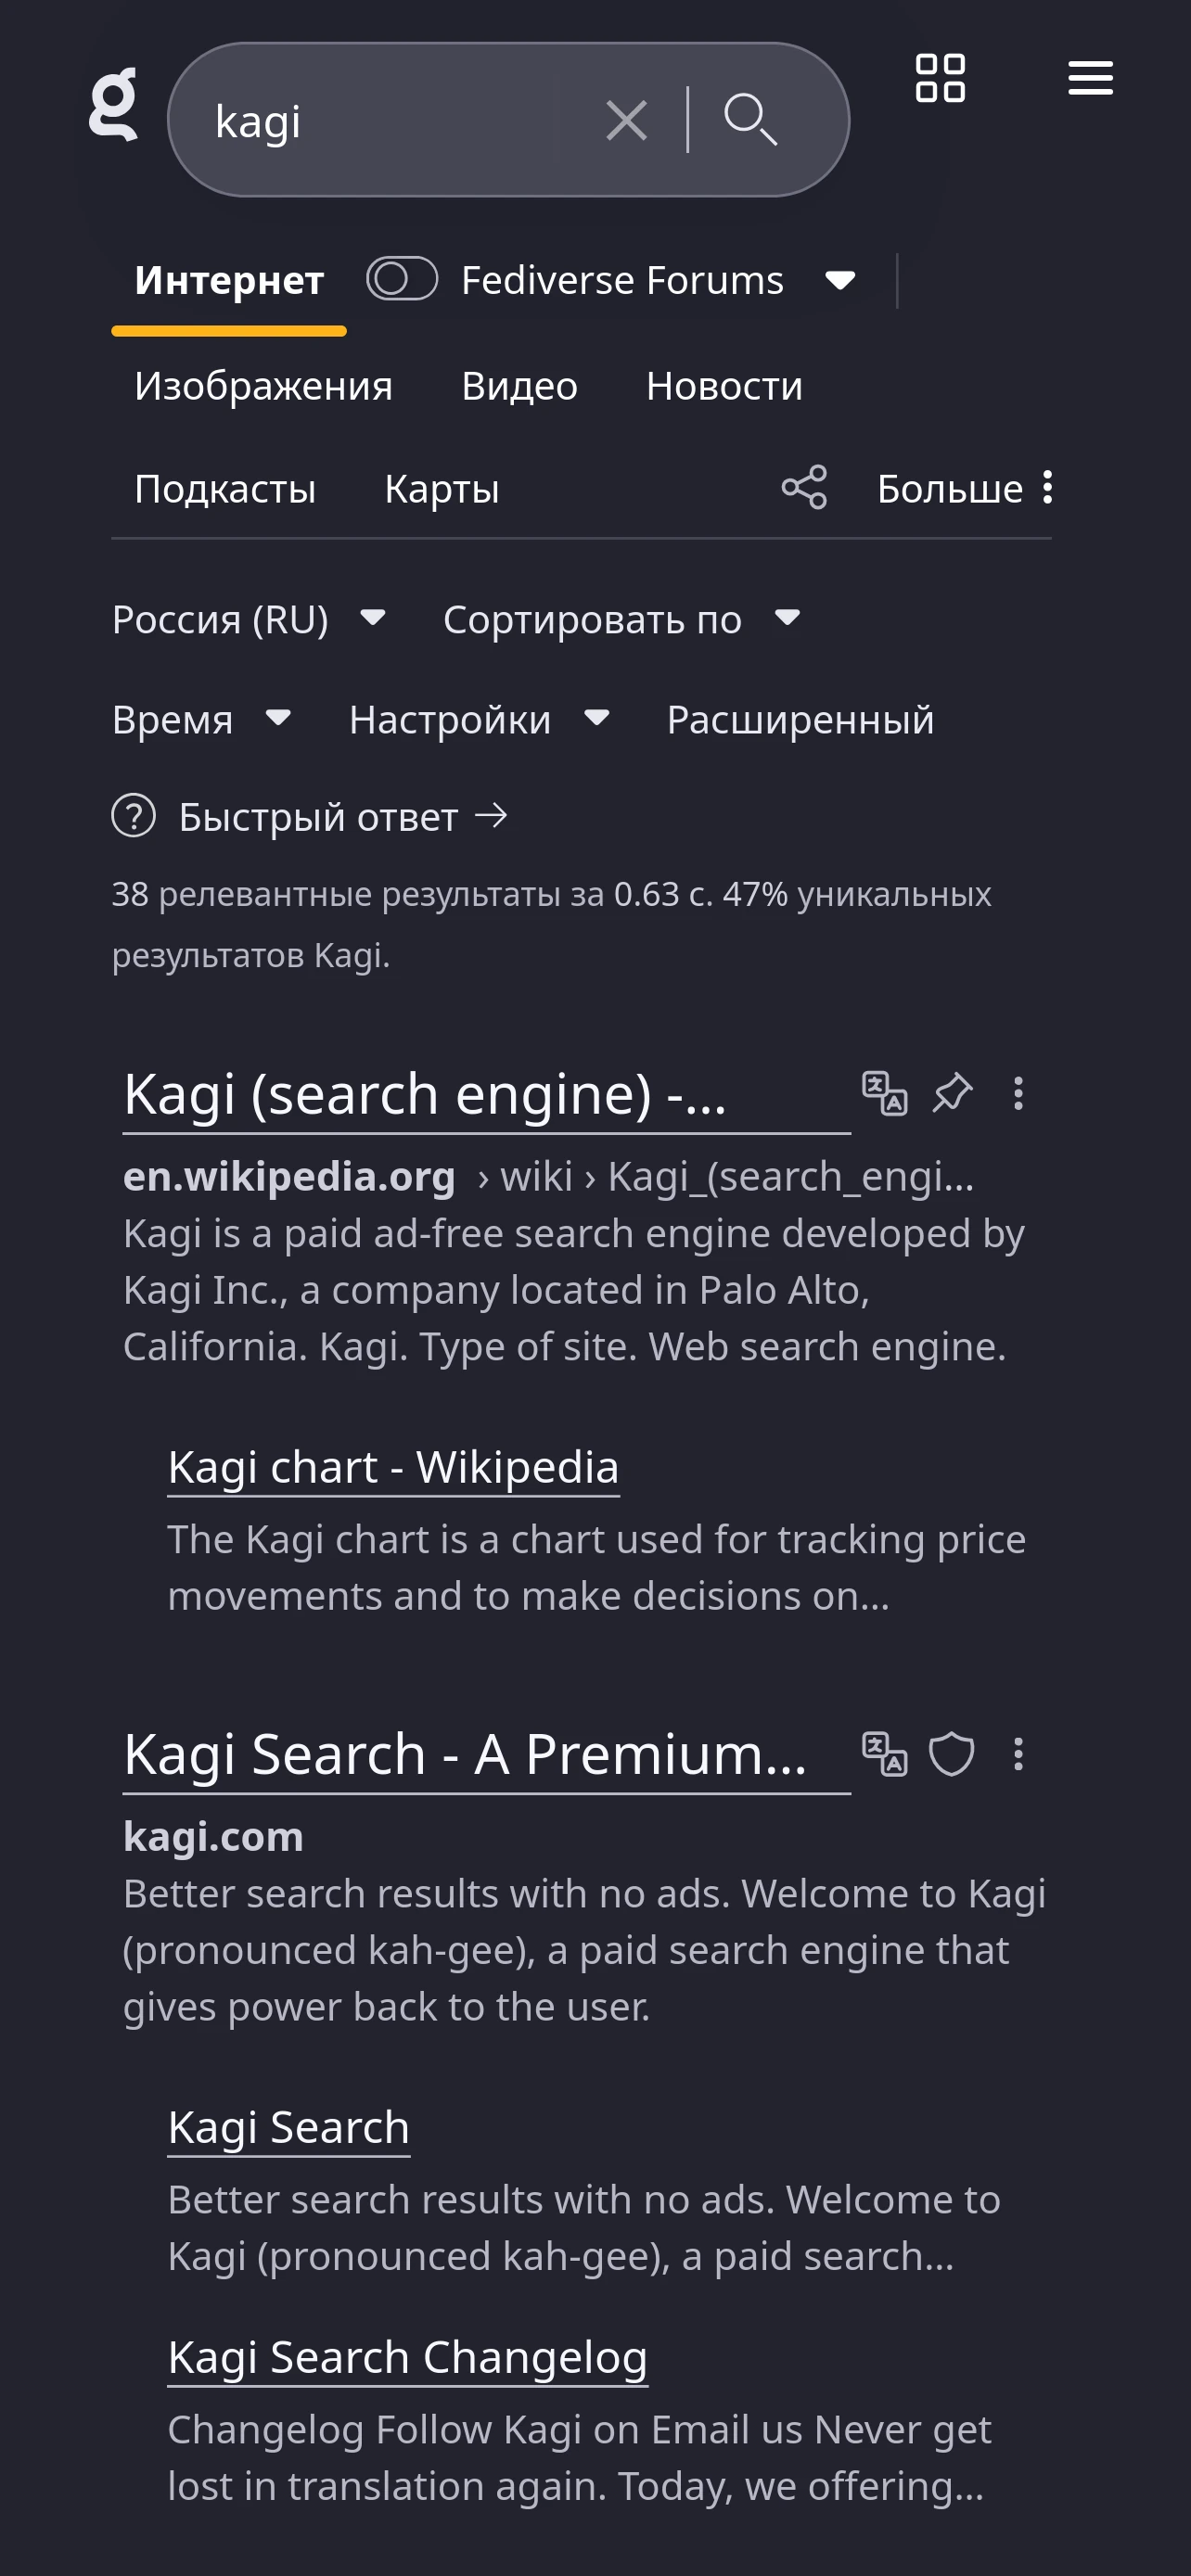 g
kagi
Интернет Fediverse Forums
Изображения Видео Новости
Подкасты Карты Больше
Россия (RU) Сортировать по
Время Настройки Расширенный
Быстрый ответ →
38 релевантные результаты за 0.63 с. 47% уникальных
результатов Kagi.
Kagi (search engine) -...
en.wikipedia.org › wiki › Kagi_(search_engi...
Kagi is a paid ad-free search engine developed by
Kagi Inc., a company located in Palo Alto,
California. Kagi. Type of site. Web search engine.
Kagi chart - Wikipedia
The Kagi chart is a chart used for tracking price
movements and to make decisions on...
Kagi Search - A Premium...
kagi.com
Better search results with no ads. Welcome to Kagi
(pronounced kah-gee), a paid search engine that
gives power back to the user.
Kagi Search
Better search results with no ads. Welcome to
Kagi (pronounced kah-gee), a paid search...
Kagi Search Changelog
Changelog Follow Kagi on Email us Never get
lost in translation again. Today, we offering...